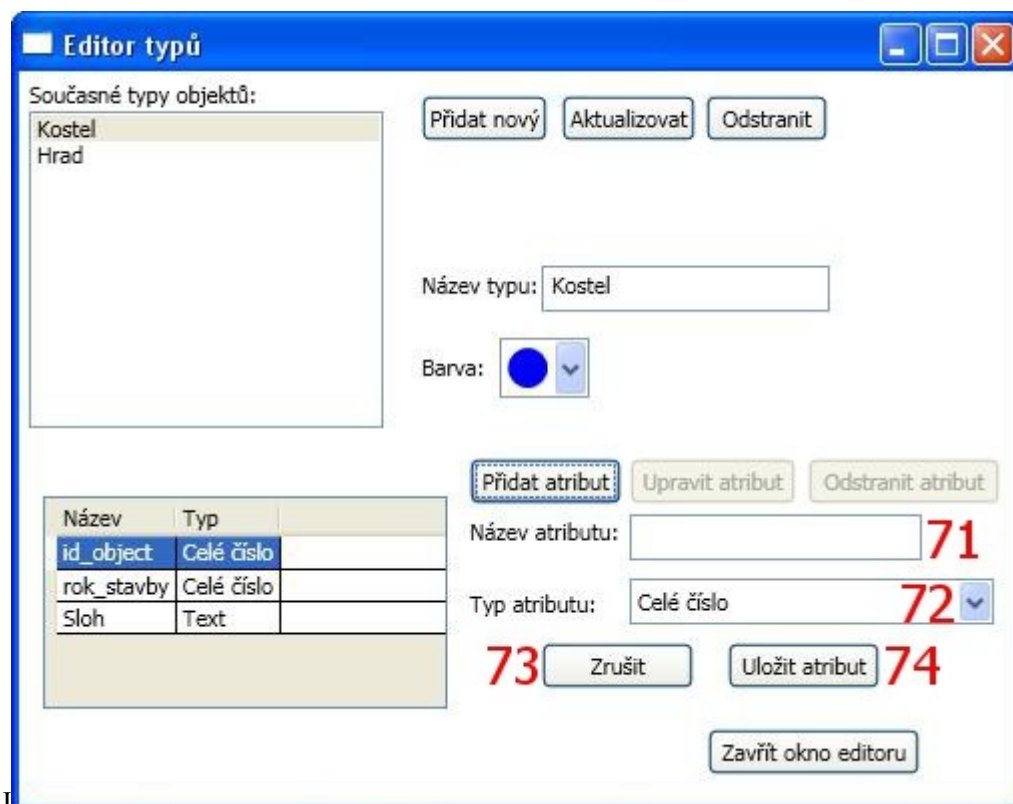 Editor typů
Současné typy objektů:
Kostel
Hrad
Přidat nový Aktualizovat Odstranit
Název typu: Kostel
Barva:
Přidat atribut Upravit atribut Odstranit atribut
Název Typ
id_object Celé číslo
rok_stavby Celé číslo
Sloh Text
Název atributu: 71
Typ atributu: Celé číslo 72
73 Zrušit Uložit atribut 74
Zavřít okno editoru